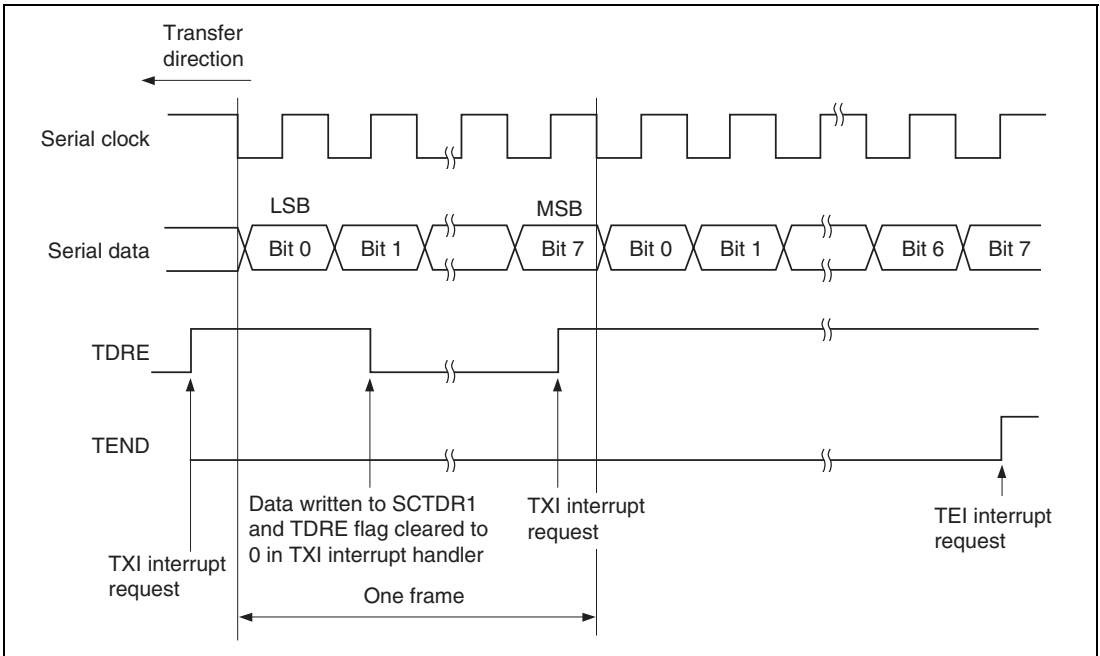 Transfer
direction
Serial clock
LSB
MSB
Serial data
Bit 0
Bit 1
Bit 7
Bit 0
Bit 1
Bit 6
Bit 7
TDRE
TEND
Data written to SCTDR1
and TDRE flag cleared to
0 in TXI interrupt handler
TXI interrupt
request
TEI interrupt
request
TXI interrupt
request
One frame